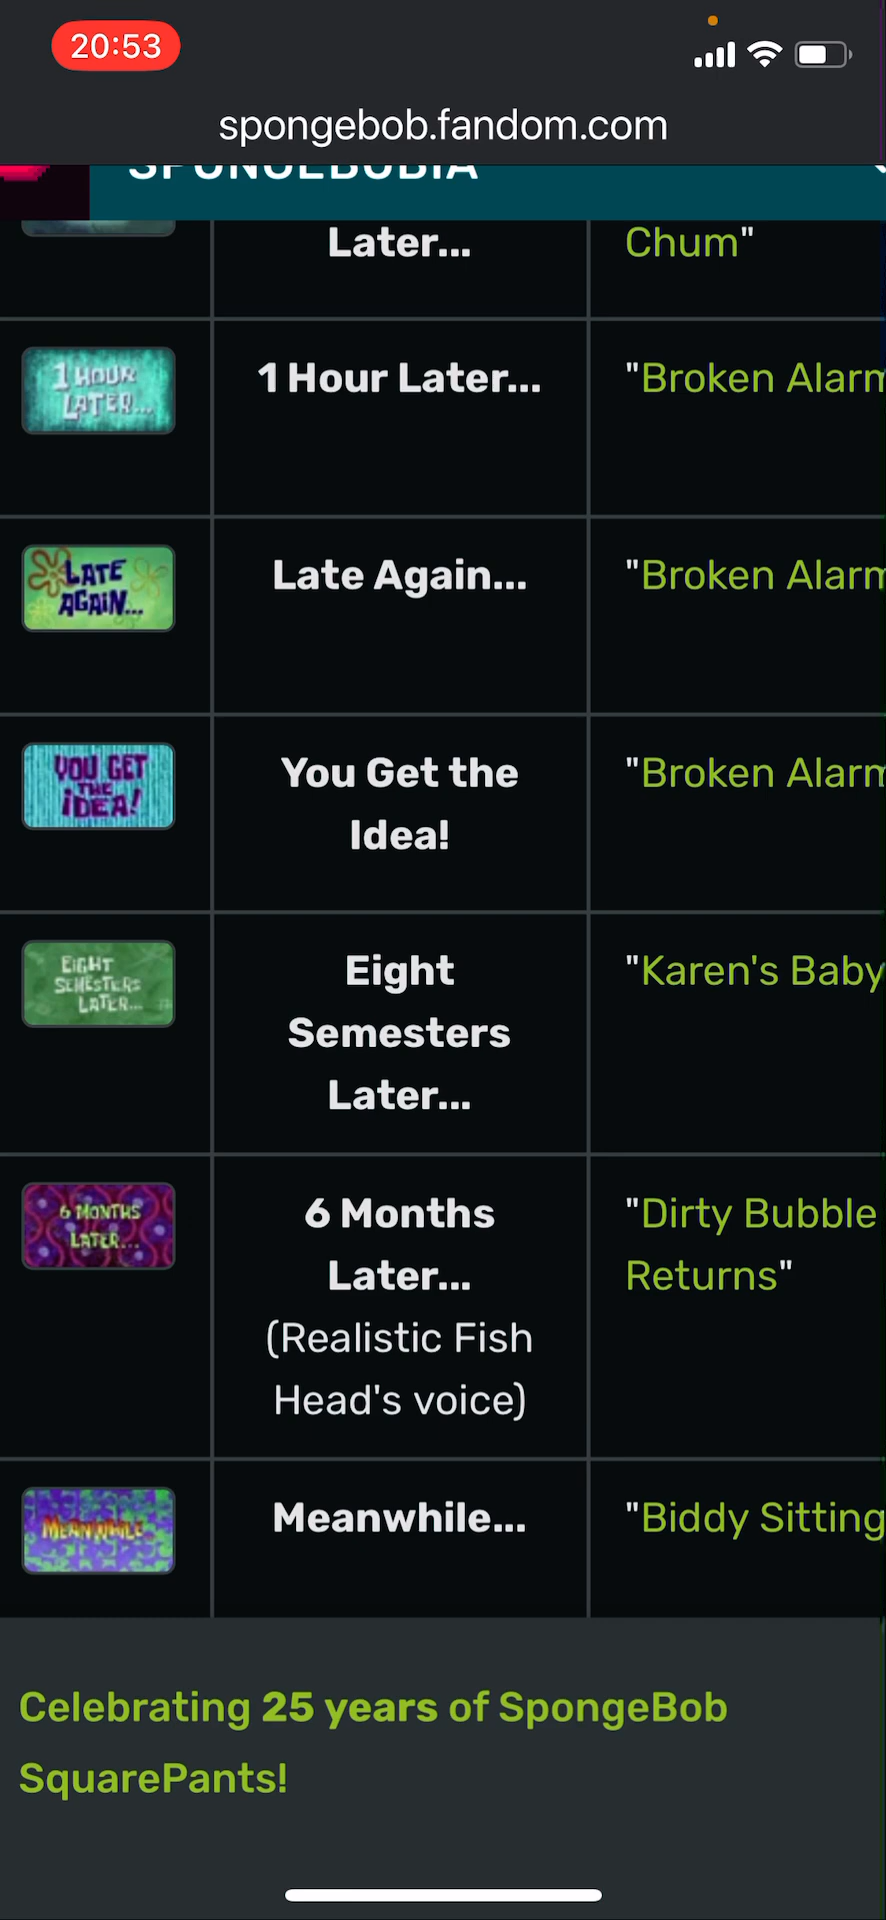 20:53
spongebob.fandom.com
SPONGEBOBIA
Later...
Chum"
1 HOUR
LATER...
1 Hour Later...
"Broken Alarm
LATE
AGAIN...
Late Again...
"Broken Alarm
YOU GET
THE
IDEA!
You Get the
Idea!
"Broken Alarm
EIGHT
SEMESTERS
LATER...
Eight
Semesters
Later...
"Karen's Baby
6 MONTHS
LATER...
6 Months
Later...
(Realistic Fish
Head's voice)
"Dirty Bubble
Returns"
MEANWHILE...
Meanwhile...
"Biddy Sitting
Celebrating 25 years of SpongeBob
SquarePants!